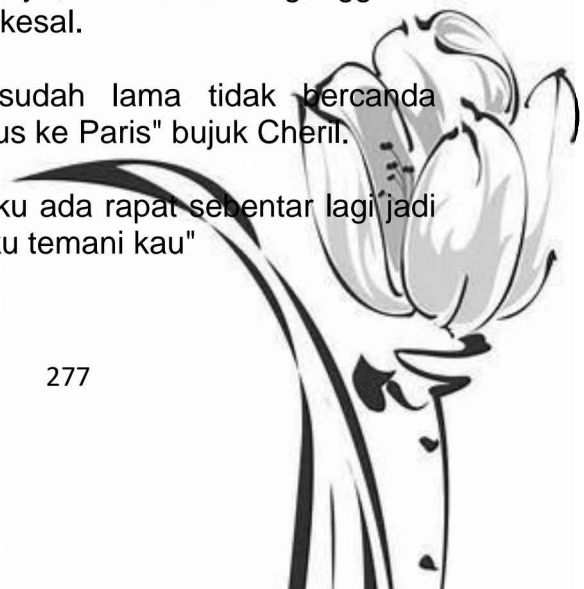 kesal.
sudah lama tidak bercanda
us ke Paris" bujuk Cheril.
ku ada rapat sebentar lagi jadi
u temani kau"
277